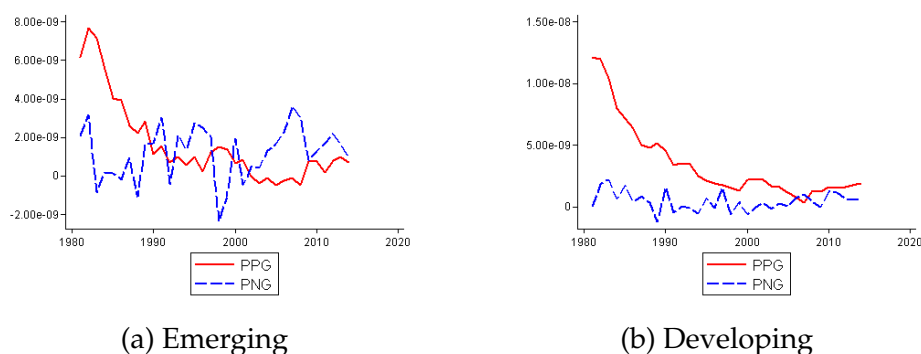 8.00e-09
6.00e-09
4.00e-09
2.00e-09
0
-2.00e-09
1980 1990 2000 2010 2020
PPG
PNG
(a) Emerging
1.50e-08
1.00e-08
5.00e-09
0
1980 1990 2000 2010 2020
PPG
PNG
(b) Developing